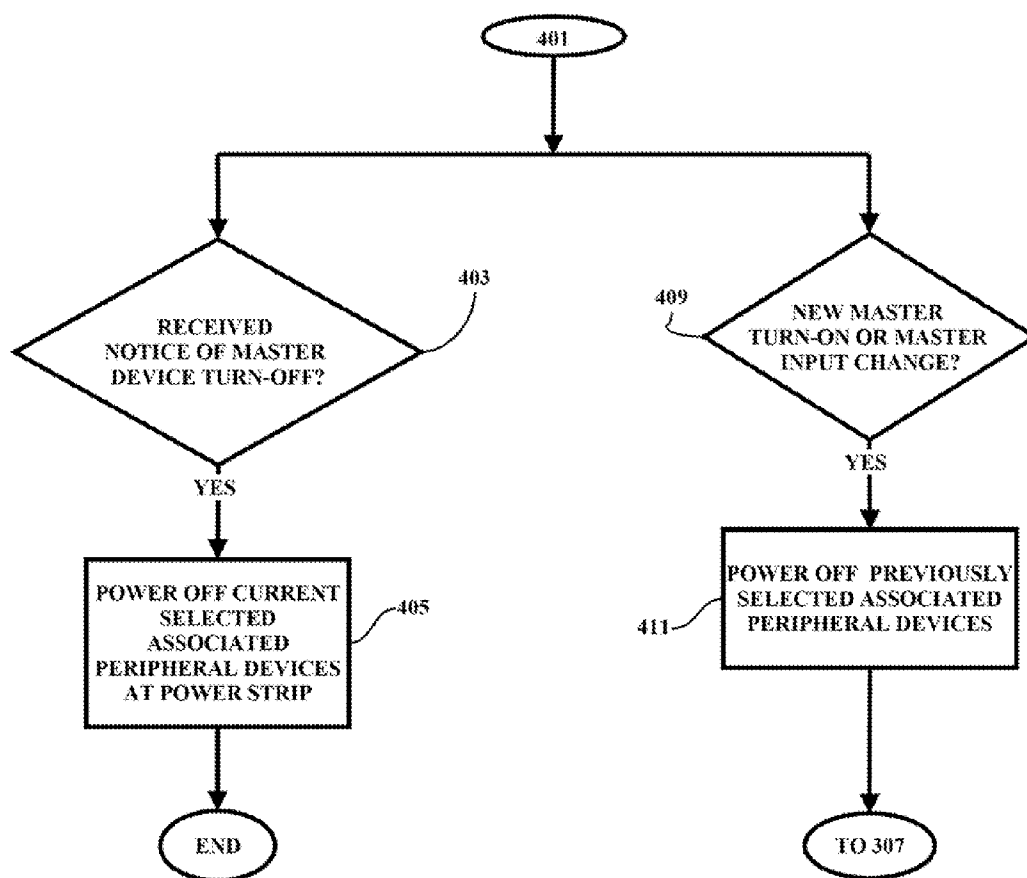 401
RECEIVED
NOTICE OF MASTER
DEVICE TURN-OFF?
403
409
NEW MASTER
TURN-ON OR MASTER
INPUT CHANGE?
YES
YES
POWER OFF CURRENT
SELECTED
ASSOCIATED
PERIPHERAL DEVICES
AT POWER STRIP
405
411
POWER OFF PREVIOUSLY
SELECTED ASSOCIATED
PERIPHERAL DEVICES
END
TO 307